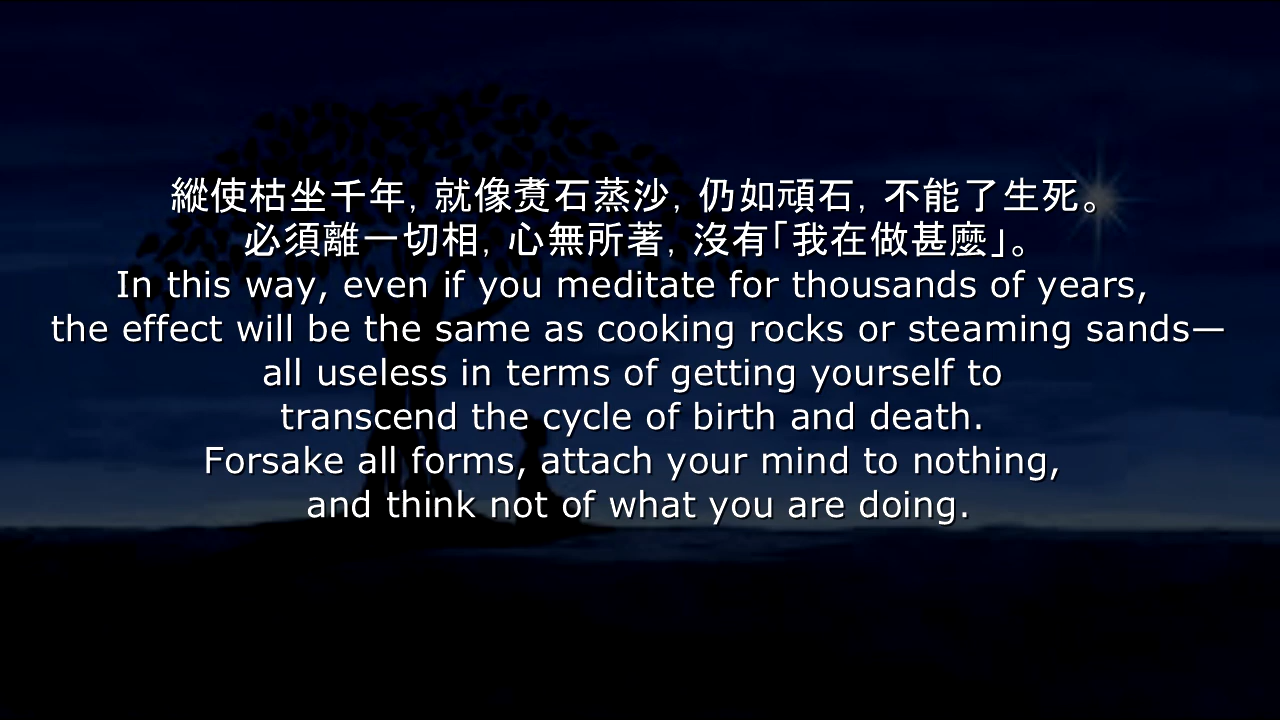 縱使枯坐千年，就像煑石蒸沙，仍如頑石，不能了生死。
必須離一切相，心無所著，沒有「我在做甚麼」。
In this way, even if you meditate for thousands of years,
the effect will be the same as cooking rocks or steaming sands—
all useless in terms of getting yourself to
transcend the cycle of birth and death.
Forsake all forms, attach your mind to nothing,
and think not of what you are doing.